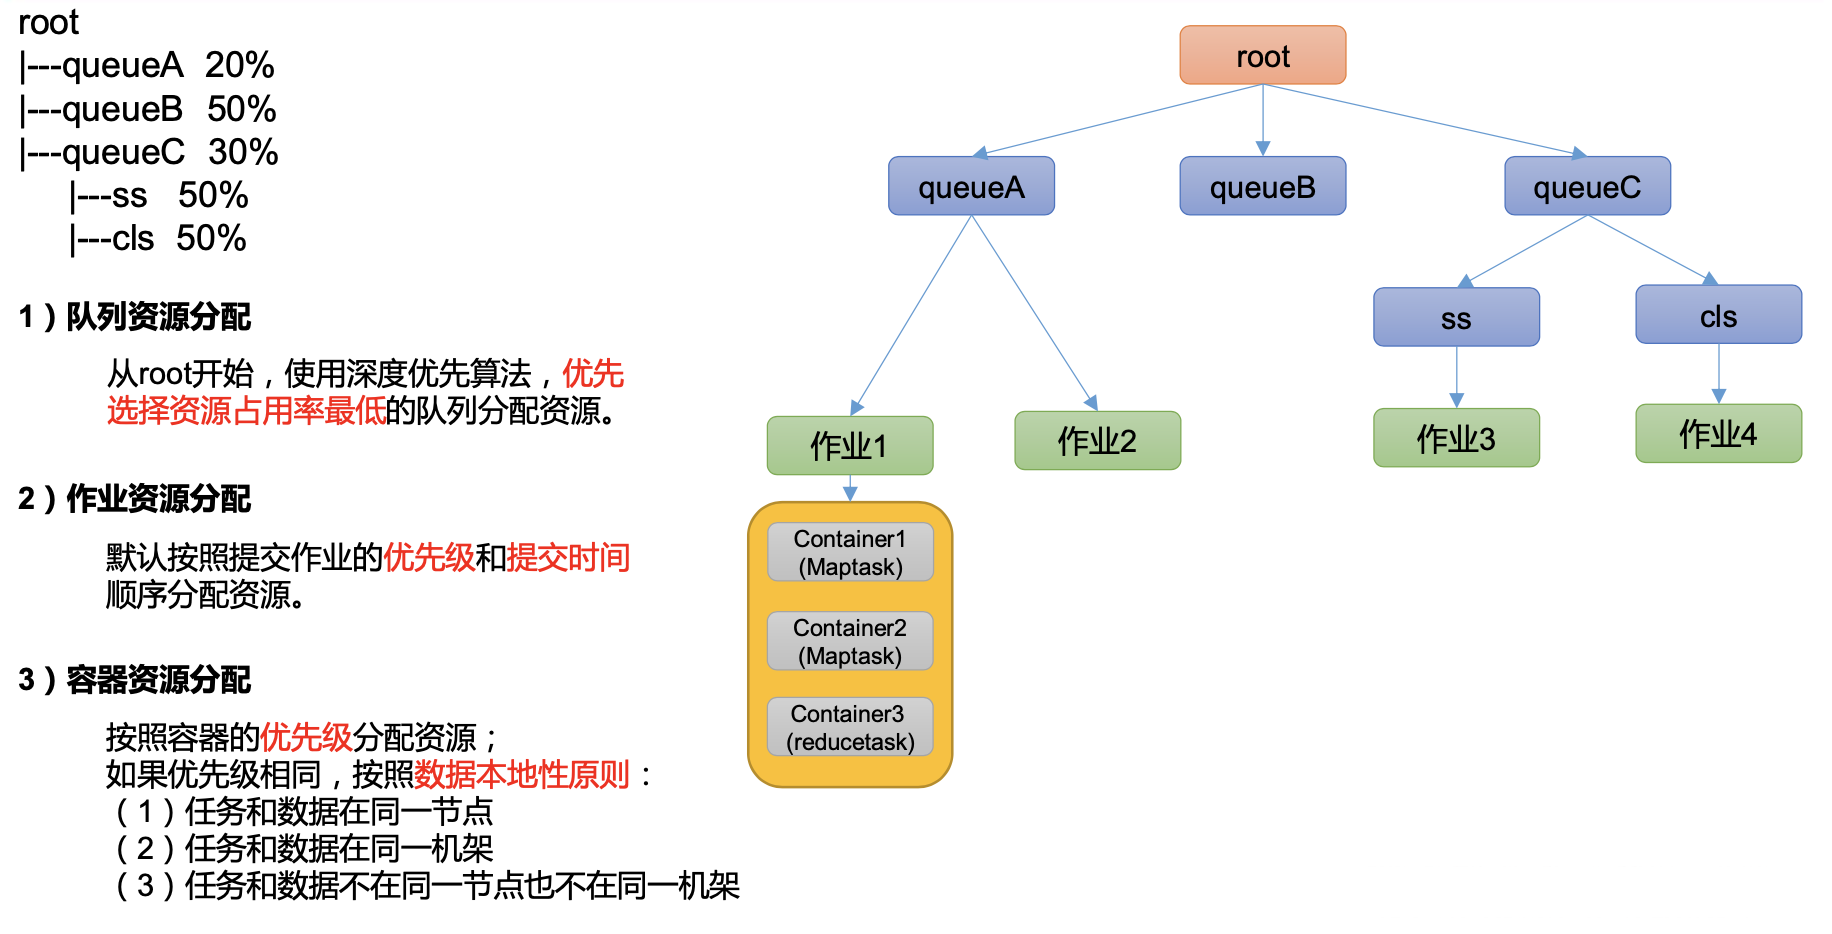 root
|---queueA 20%
|---queueB 50%
|---queueC 30%
|---ss 50%
|---cls 50%
1）队列资源分配
从root开始，使用深度优先算法，优先
选择资源占用率最低的队列分配资源。
2）作业资源分配
默认按照提交作业的优先级和提交时间
顺序分配资源。
3）容器资源分配
按照容器的优先级分配资源；
如果优先级相同，按照数据本地性原则：
（1）任务和数据在同一节点
（2）任务和数据在同一机架
（3）任务和数据不在同一节点也不在同一机架
root
queueA
queueB
queueC
ss
cls
作业1
作业2
作业3
作业4
Container1
(Maptask)
Container2
(Maptask)
Container3
(reducetask)